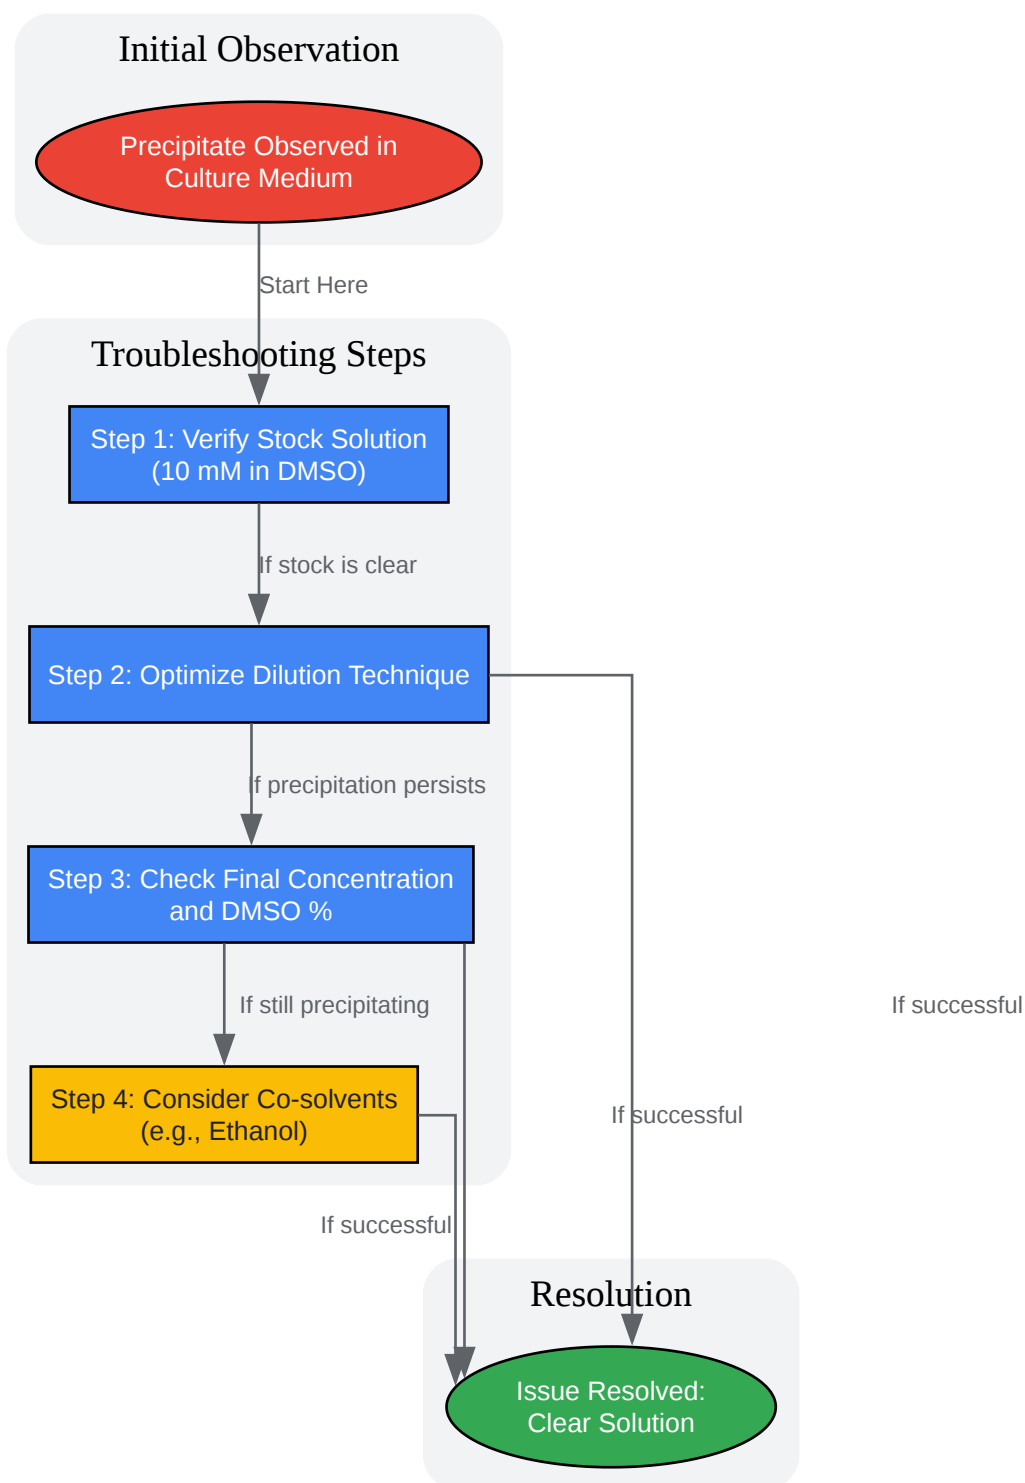 Initial Observation
Precipitate Observed in
Culture Medium
Start Here
Troubleshooting Steps
Step 1: Verify Stock Solution
(10 mM in DMSO)
If stock is clear
Step 2: Optimize Dilution Technique
If precipitation persists
Step 3: Check Final Concentration
and DMSO %
If still precipitating
If successful
Step 4: Consider Co-solvents
(e.g., Ethanol)
If successful
If successful
Resolution
Issue Resolved:
Clear Solution